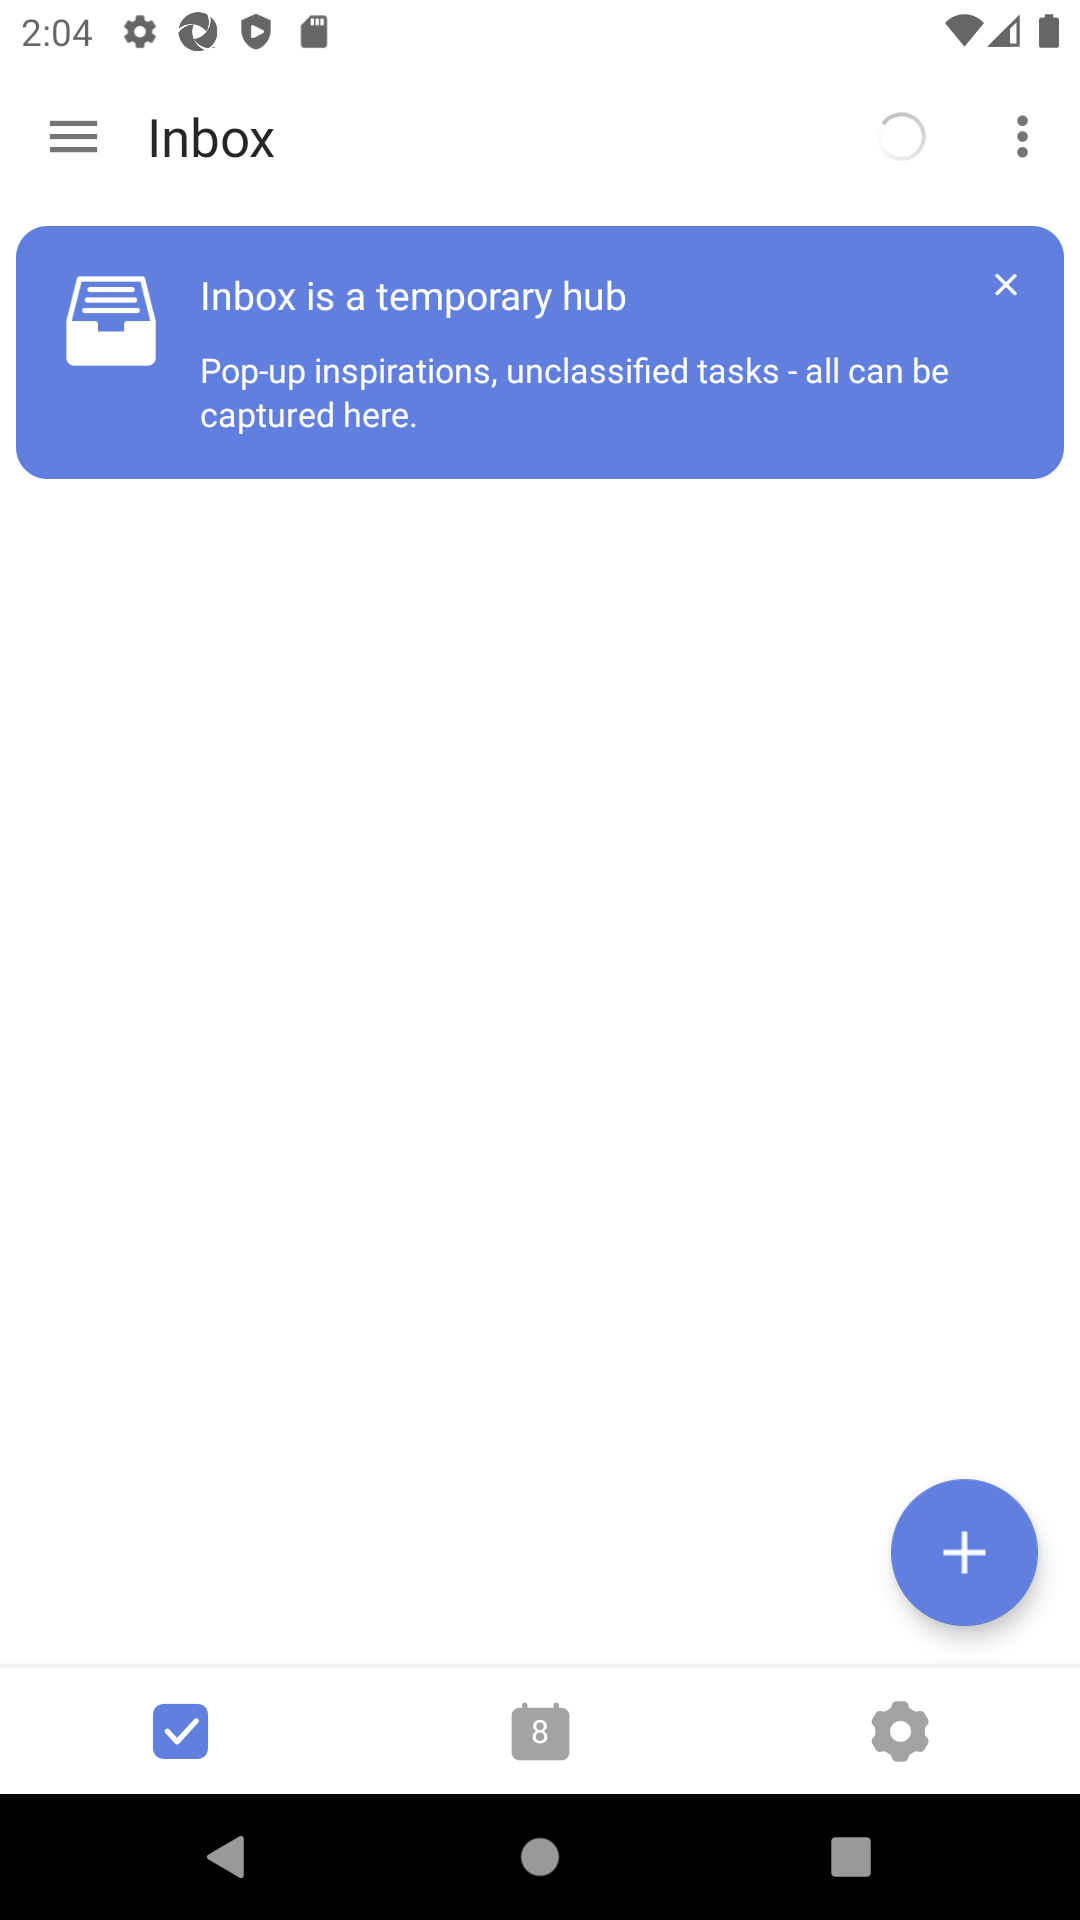 2:04
Inbox
Inbox is a temporary hub
Pop-up inspirations, unclassified tasks - all can be
captured here.
8